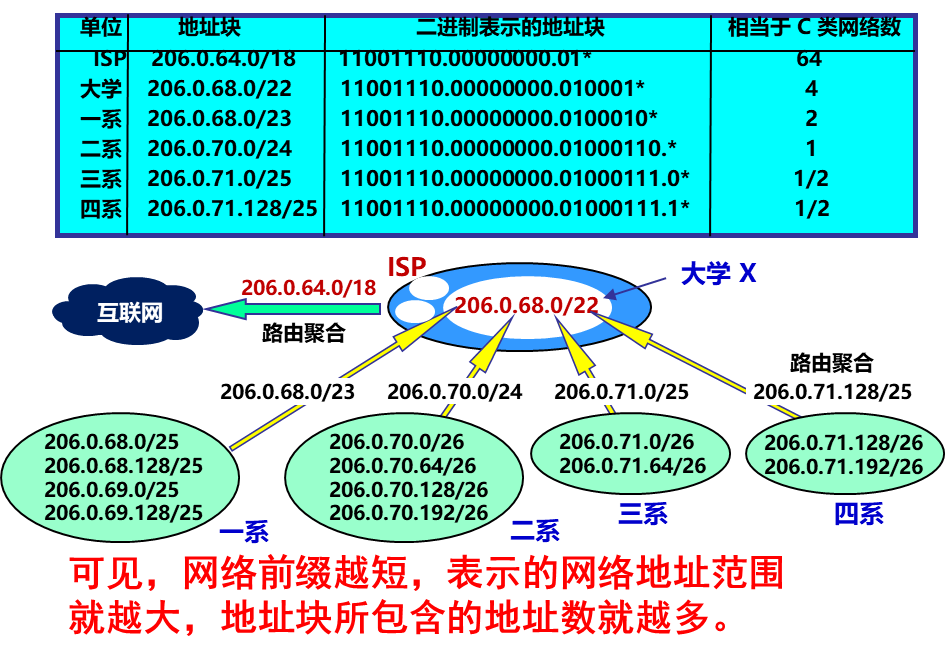 单位 地址块 二进制表示的地址块 相当于 C 类网络数
ISP 206.0.64.0/18 11001110.00000000.01* 64
大学 206.0.68.0/22 11001110.00000000.010001* 4
一系 206.0.68.0/23 11001110.00000000.0100010* 2
二系 206.0.70.0/24 11001110.00000000.01000110.* 1
三系 206.0.71.0/25 11001110.00000000.01000111.0* 1/2
四系 206.0.71.128/25 11001110.00000000.01000111.1* 1/2
ISP
大学 X
206.0.64.0/18
206.0.68.0/22
互联网
路由聚合
路由聚合
206.0.68.0/23 206.0.70.0/24 206.0.71.0/25 206.0.71.128/25
206.0.68.0/25
206.0.68.128/25
206.0.69.0/25
206.0.69.128/25
一系
206.0.70.0/26
206.0.70.64/26
206.0.70.128/26
206.0.70.192/26
二系
206.0.71.0/26
206.0.71.64/26
三系
206.0.71.128/26
206.0.71.192/26
四系
可见，网络前缀越短，表示的网络地址范围
就越大，地址块所包含的地址数就越多。